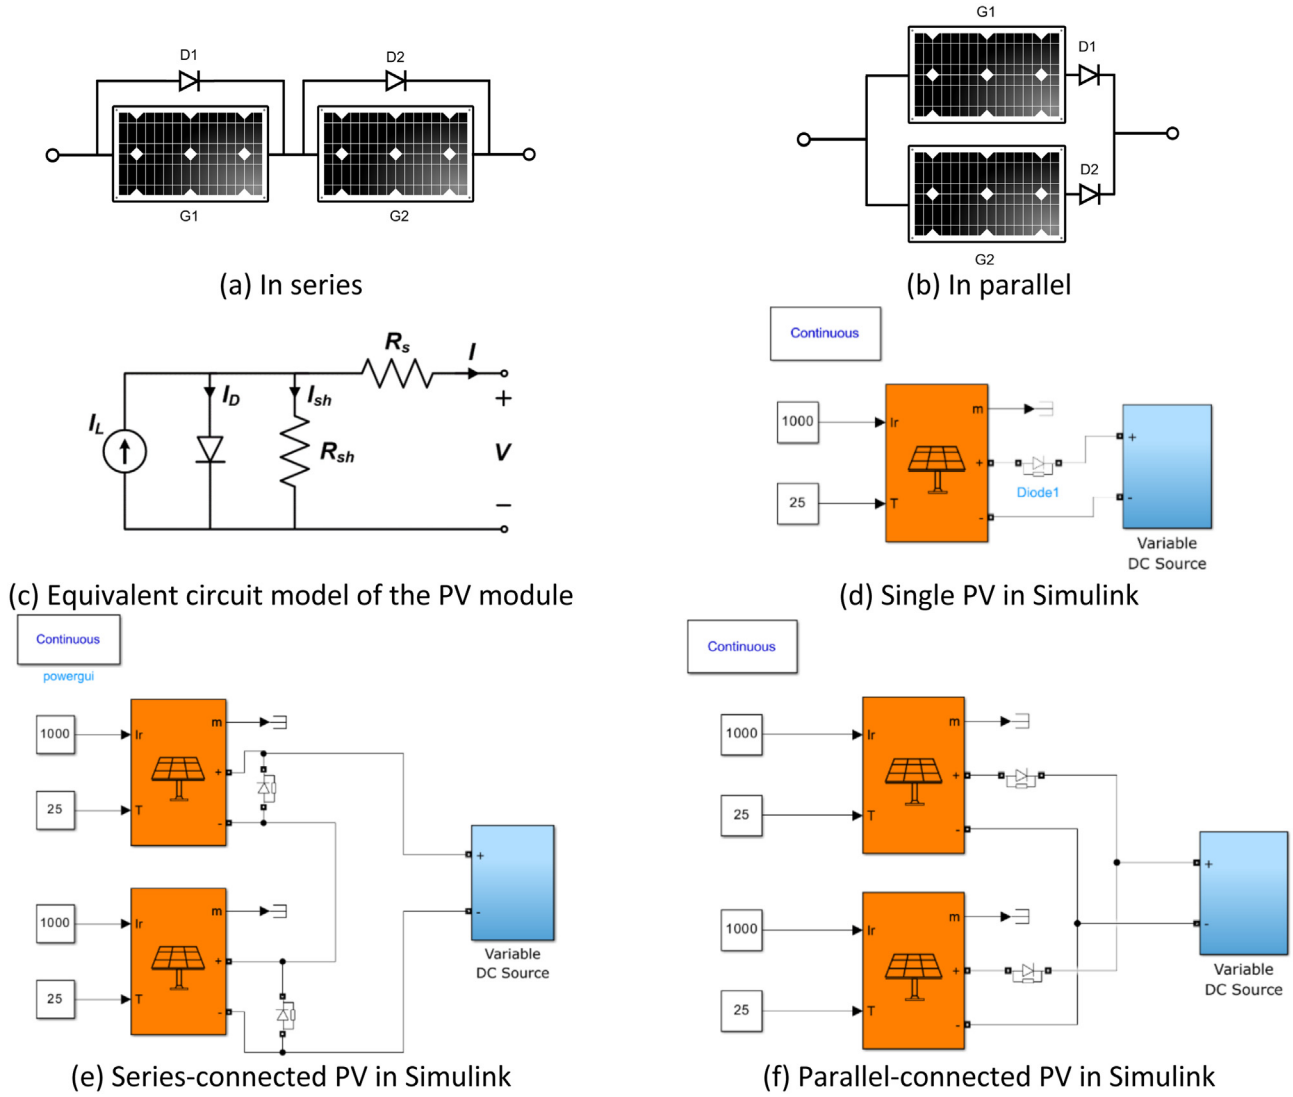 D1
D2
G1
G2
(a) In series
G1
D1
D2
G2
(b) In parallel
Rs
I
IL
ID
Ish
Rsh
+
V
−
(c) Equivalent circuit model of the PV module
Continuous
1000
Ir
m
+
+
Diode1
25
T
-
-
Variable
DC Source
(d) Single PV in Simulink
Continuous
powergui
1000
Ir
m
+
25
T
-
+
-
Variable
DC Source
1000
Ir
m
+
25
T
-
(e) Series-connected PV in Simulink
Continuous
1000
Ir
m
+
25
T
-
+
-
Variable
DC Source
1000
Ir
m
+
25
T
-
(f) Parallel-connected PV in Simulink